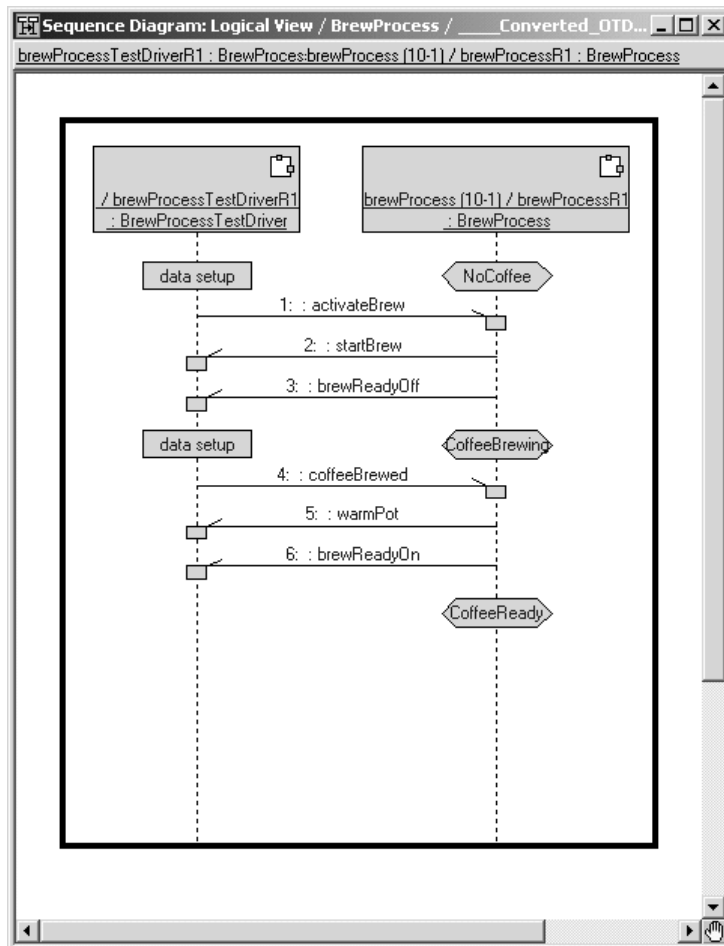 Sequence Diagram: Logical View / BrewProcess / ____Converted_OTD...
brewProcessTestDriverR1 : BrewProces:brewProcess (10-1) / brewProcessR1 : BrewProcess
/ brewProcessTestDriverR1
: BrewProcessTestDriver
brewProcess (10-1) / brewProcessR1
: BrewProcess
data setup
NoCoffee
1: : activateBrew
2: : startBrew
3: : brewReadyOff
data setup
CoffeeBrewing
4: : coffeeBrewed
5: : warmPot
6: : brewReadyOn
CoffeeReady